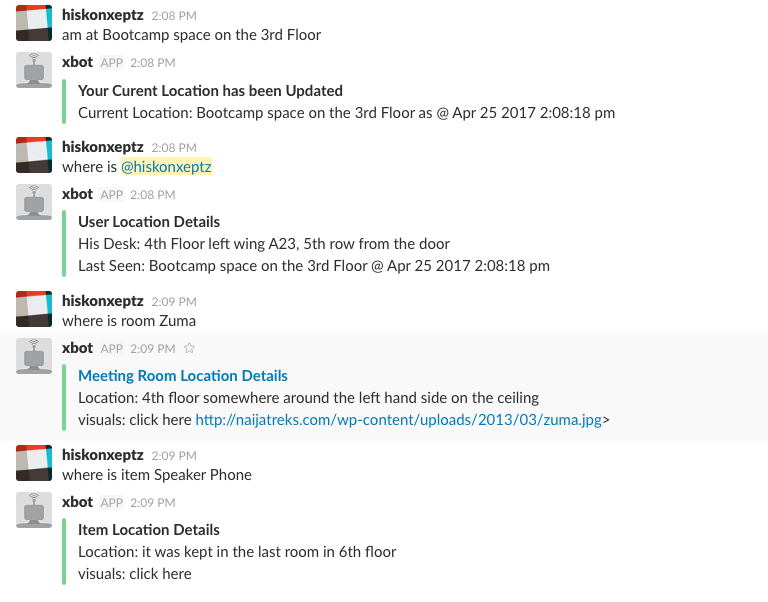 hiskonxeptz 2:08 PM
am at Bootcamp space on the 3rd Floor
xbot APP 2:08 PM
Your Curent Location has been Updated
Current Location: Bootcamp space on the 3rd Floor as @ Apr 25 2017 2:08:18 pm
hiskonxeptz 2:08 PM
where is @hiskonxeptz
xbot APP 2:08 PM
User Location Details
His Desk: 4th Floor left wing A23, 5th row from the door
Last Seen: Bootcamp space on the 3rd Floor @ Apr 25 2017 2:08:18 pm
hiskonxeptz 2:09 PM
where is room Zuma
xbot APP 2:09 PM
Meeting Room Location Details
Location: 4th floor somewhere around the left hand side on the ceiling
visuals: click here http://naijatreks.com/wp-content/uploads/2013/03/zuma.jpg>
hiskonxeptz 2:09 PM
where is item Speaker Phone
xbot APP 2:09 PM
Item Location Details
Location: it was kept in the last room in 6th floor
visuals: click here